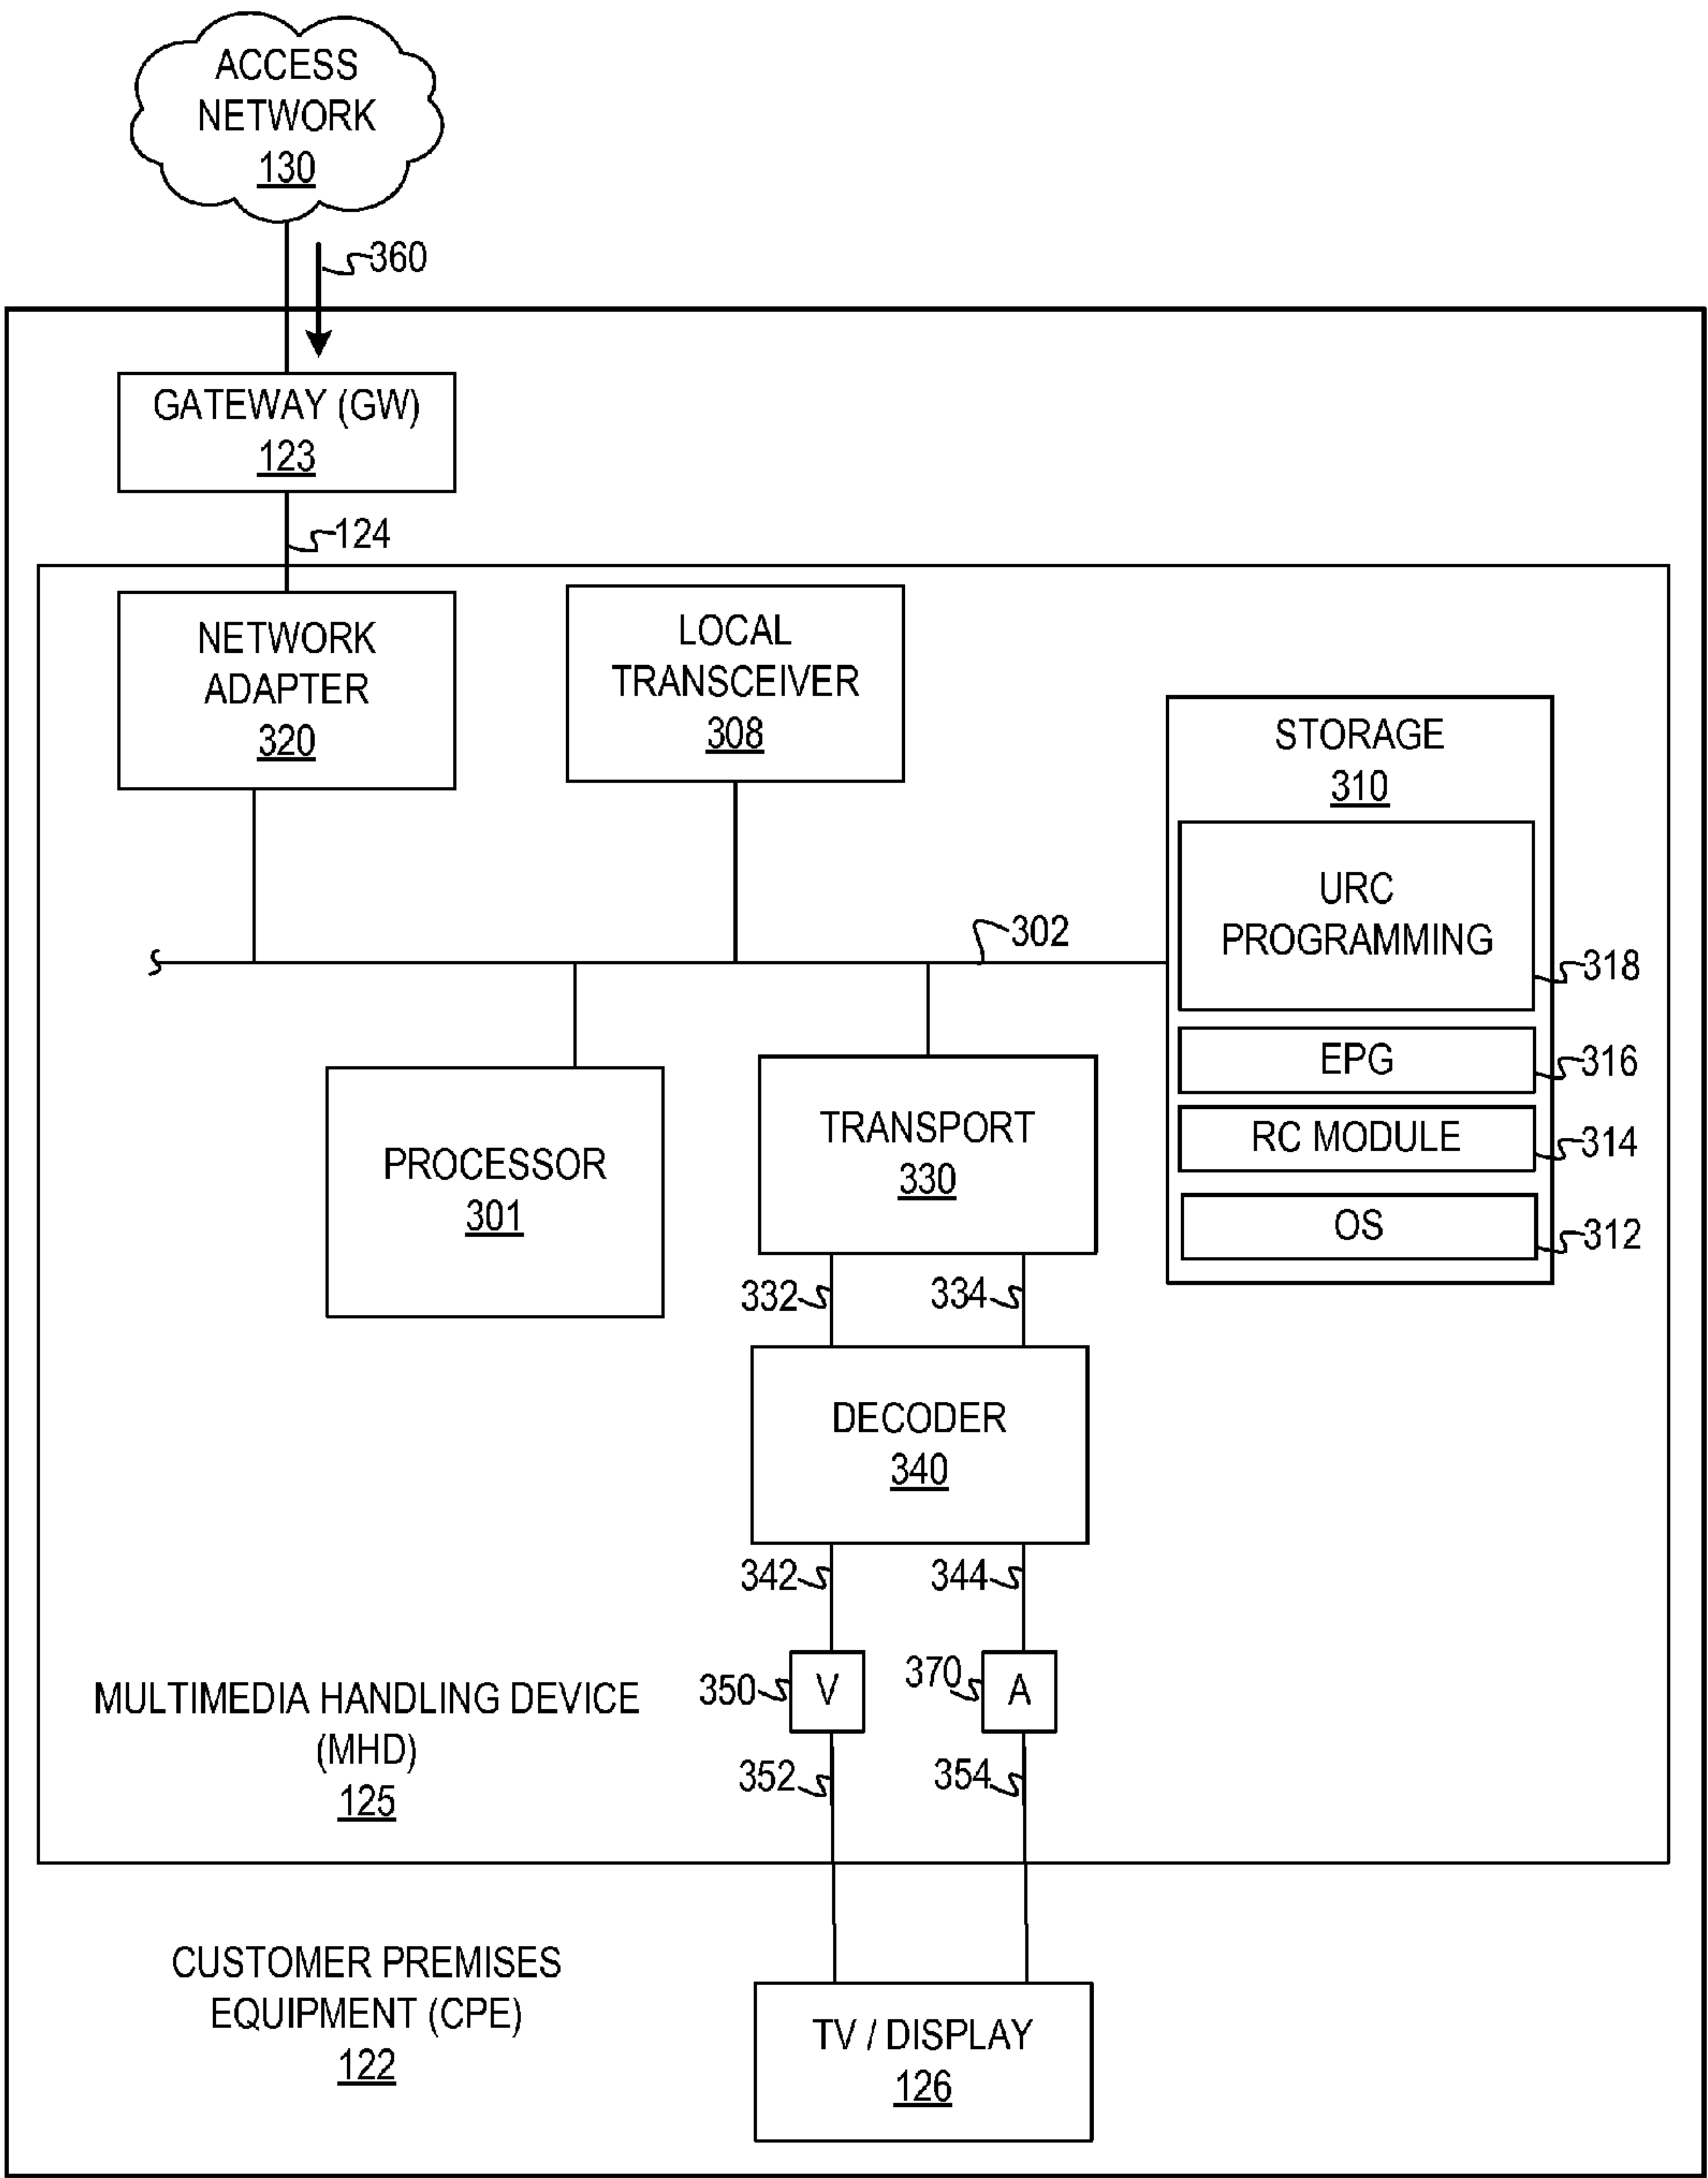 ACCESS
NETWORK
130
360
GATEWAY (GW)
123
124
NETWORK
ADAPTER
320
LOCAL
TRANSCEIVER
308
STORAGE
310
URC
PROGRAMMING
318
302
EPG
316
RC MODULE
314
OS
312
PROCESSOR
301
TRANSPORT
330
332
334
DECODER
340
342
344
350
V
370
A
352
354
MULTIMEDIA HANDLING DEVICE
(MHD)
125
CUSTOMER PREMISES
EQUIPMENT (CPE)
122
TV / DISPLAY
126